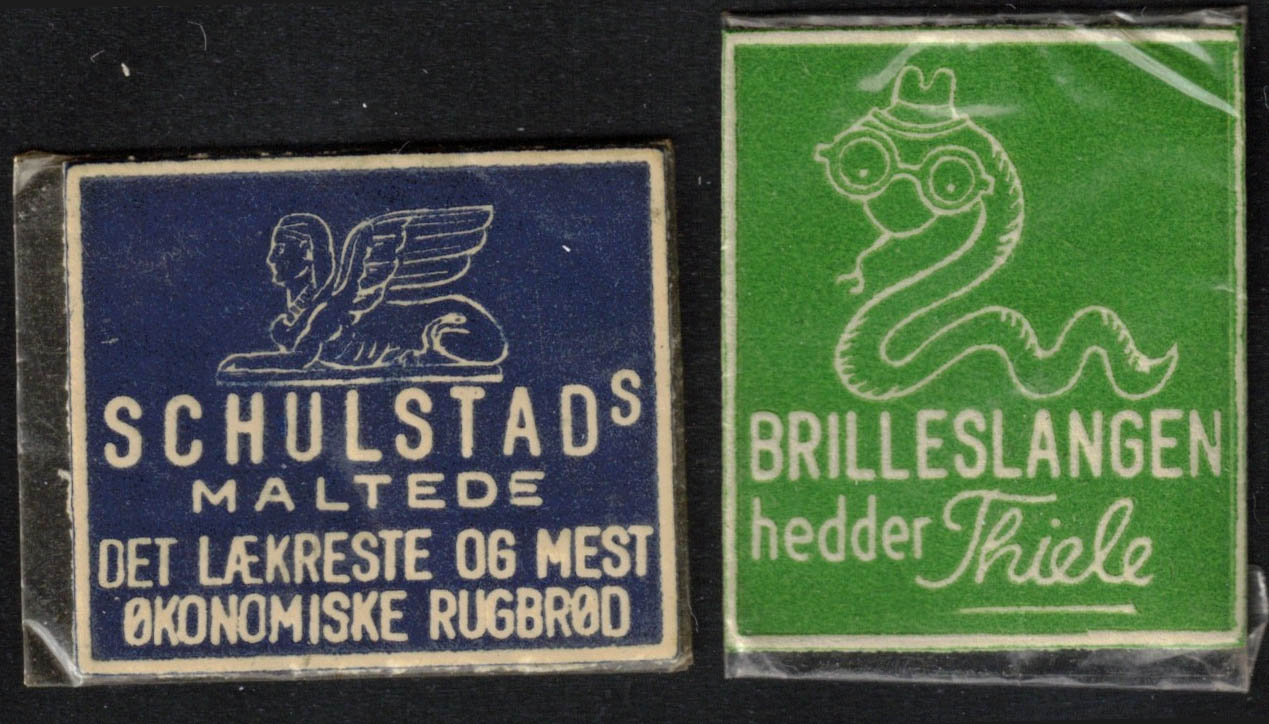 SCHULSTADS
MALTEDE
DET LÆKRESTE OG MEST
ØKONOMISKE RUGBRØD
BRILLESLANGEN
hedder Thiele